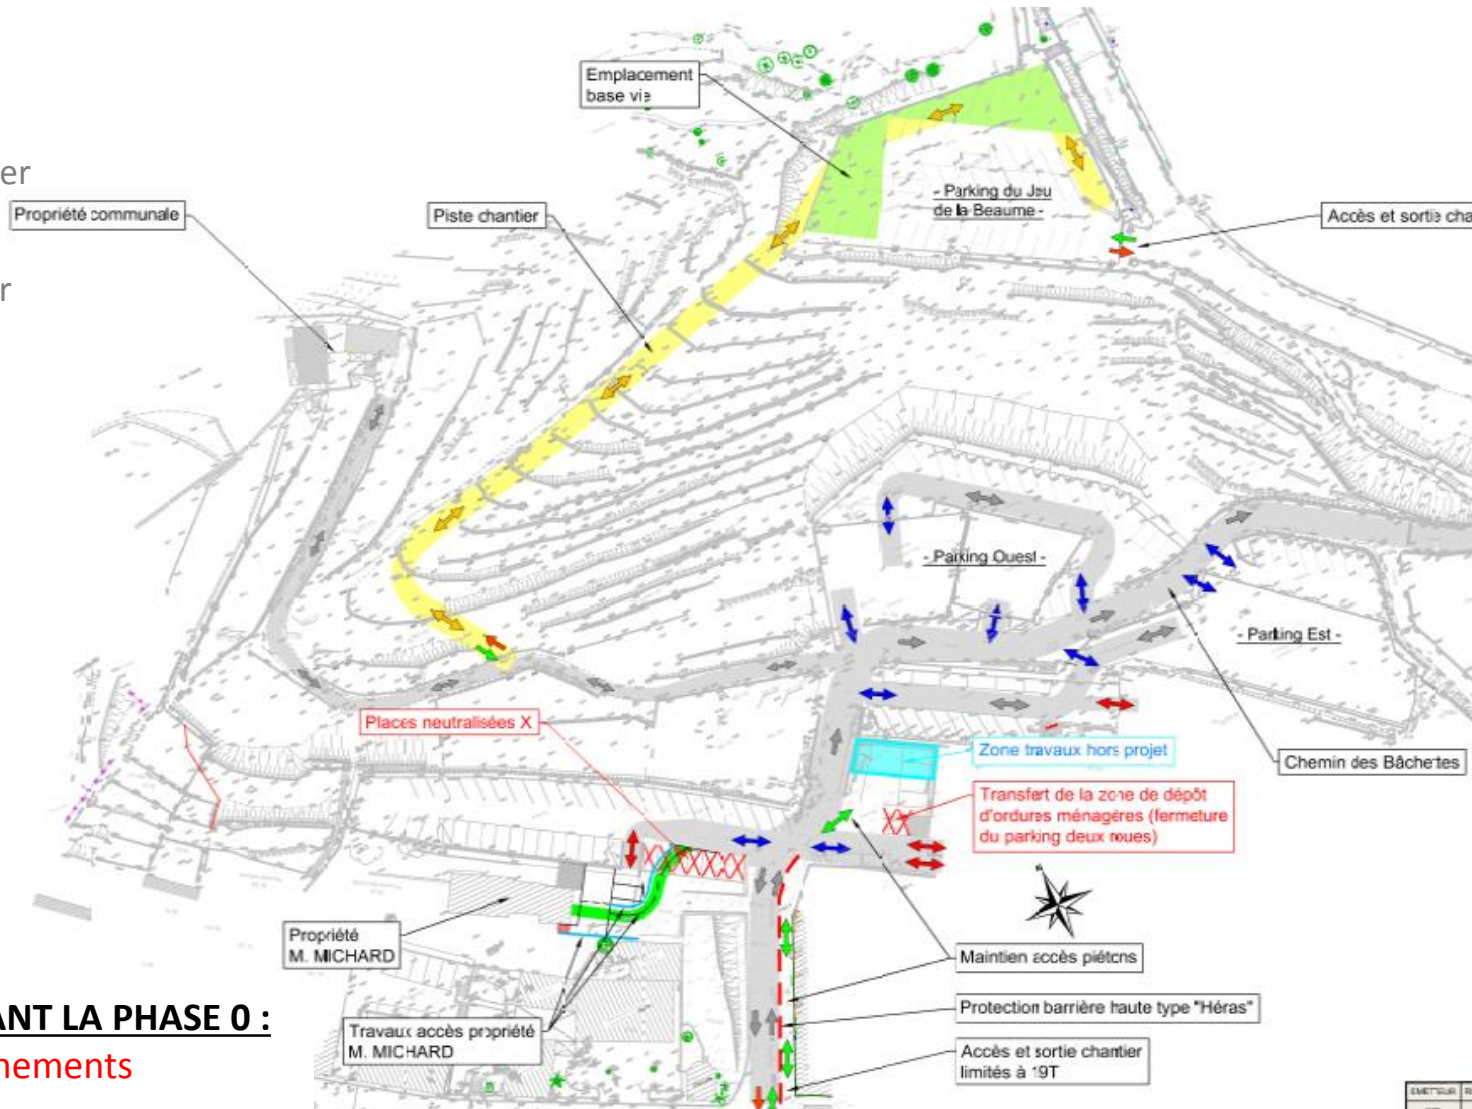 Emplacement
base vie
er
Propriété communale
Piste chantier
- Parking du Jeu
de la Beaume -
Accès et sortie cha
r
- Parking Ouest -
- Parking Est -
Places neutralisées X
Zone travaux hors projet
Chemin des Bâchettes
Transfert de la zone de dépôt
d'ordures ménagères (fermeture
du parking deux roues)
Propriété
M. MICHARD
Maintien accès piétons
ANT LA PHASE 0 :
Protection barrière haute type "Héras"
Travaux accès propriété
M. MICHARD
nements
Accès et sortie chantier
limités à 19T
EMETTEUR